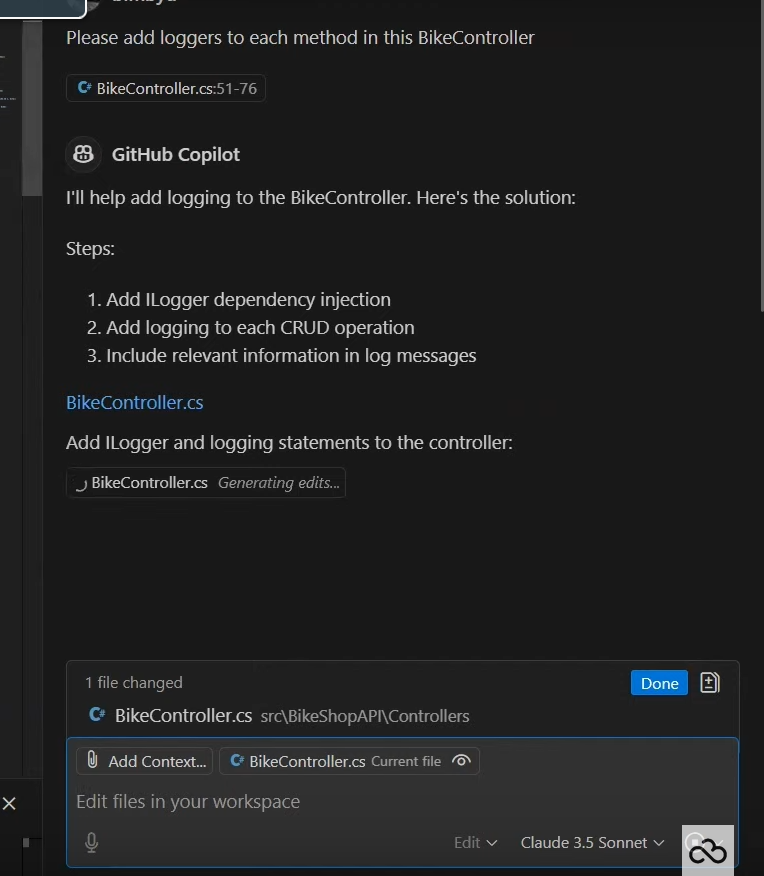 Please add loggers to each method in this BikeController
C# BikeController.cs:51-76
GitHub Copilot
I'll help add logging to the BikeController. Here's the solution:
Steps:
1. Add ILogger dependency injection
2. Add logging to each CRUD operation
3. Include relevant information in log messages
BikeController.cs
Add ILogger and logging statements to the controller:
BikeController.cs Generating edits...
1 file changed
Done
C# BikeController.cs src\BikeShopAPI\Controllers
Add Context...
C# BikeController.cs Current file
Edit files in your workspace
Edit
Claude 3.5 Sonnet